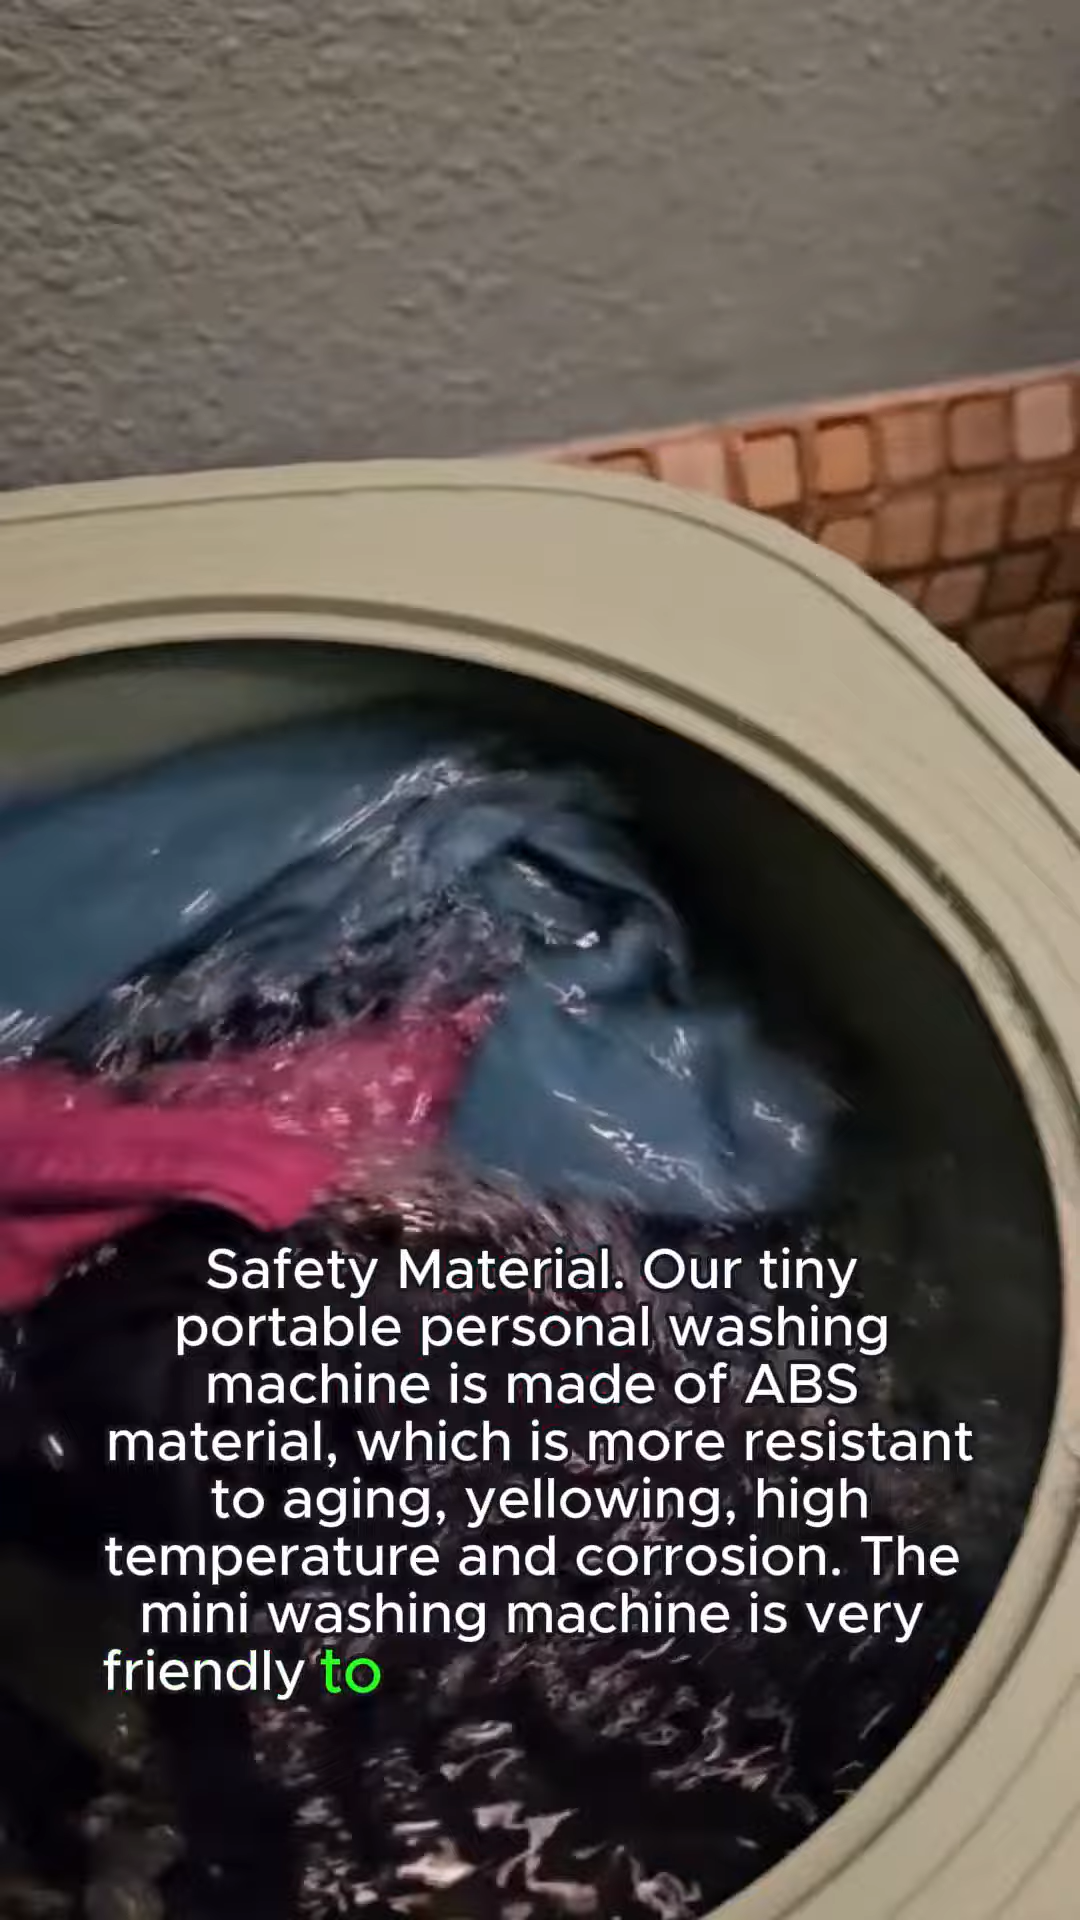 Safety Material. Our tiny
portable personal washing
machine is made of ABS
material, which is more resistant
to aging, yellowing, high
temperature and corrosion. The
mini washing machine is very
friendly to